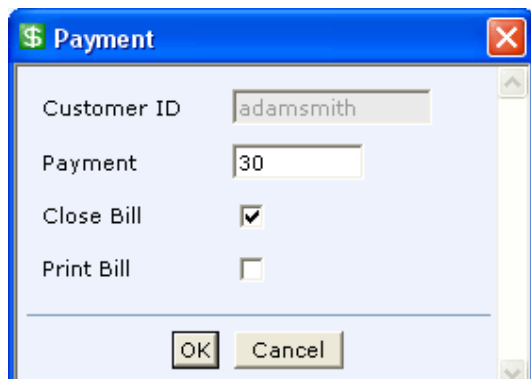 $ Payment
Customer ID adamsmith
Payment 30
Close Bill
Print Bill
OK Cancel